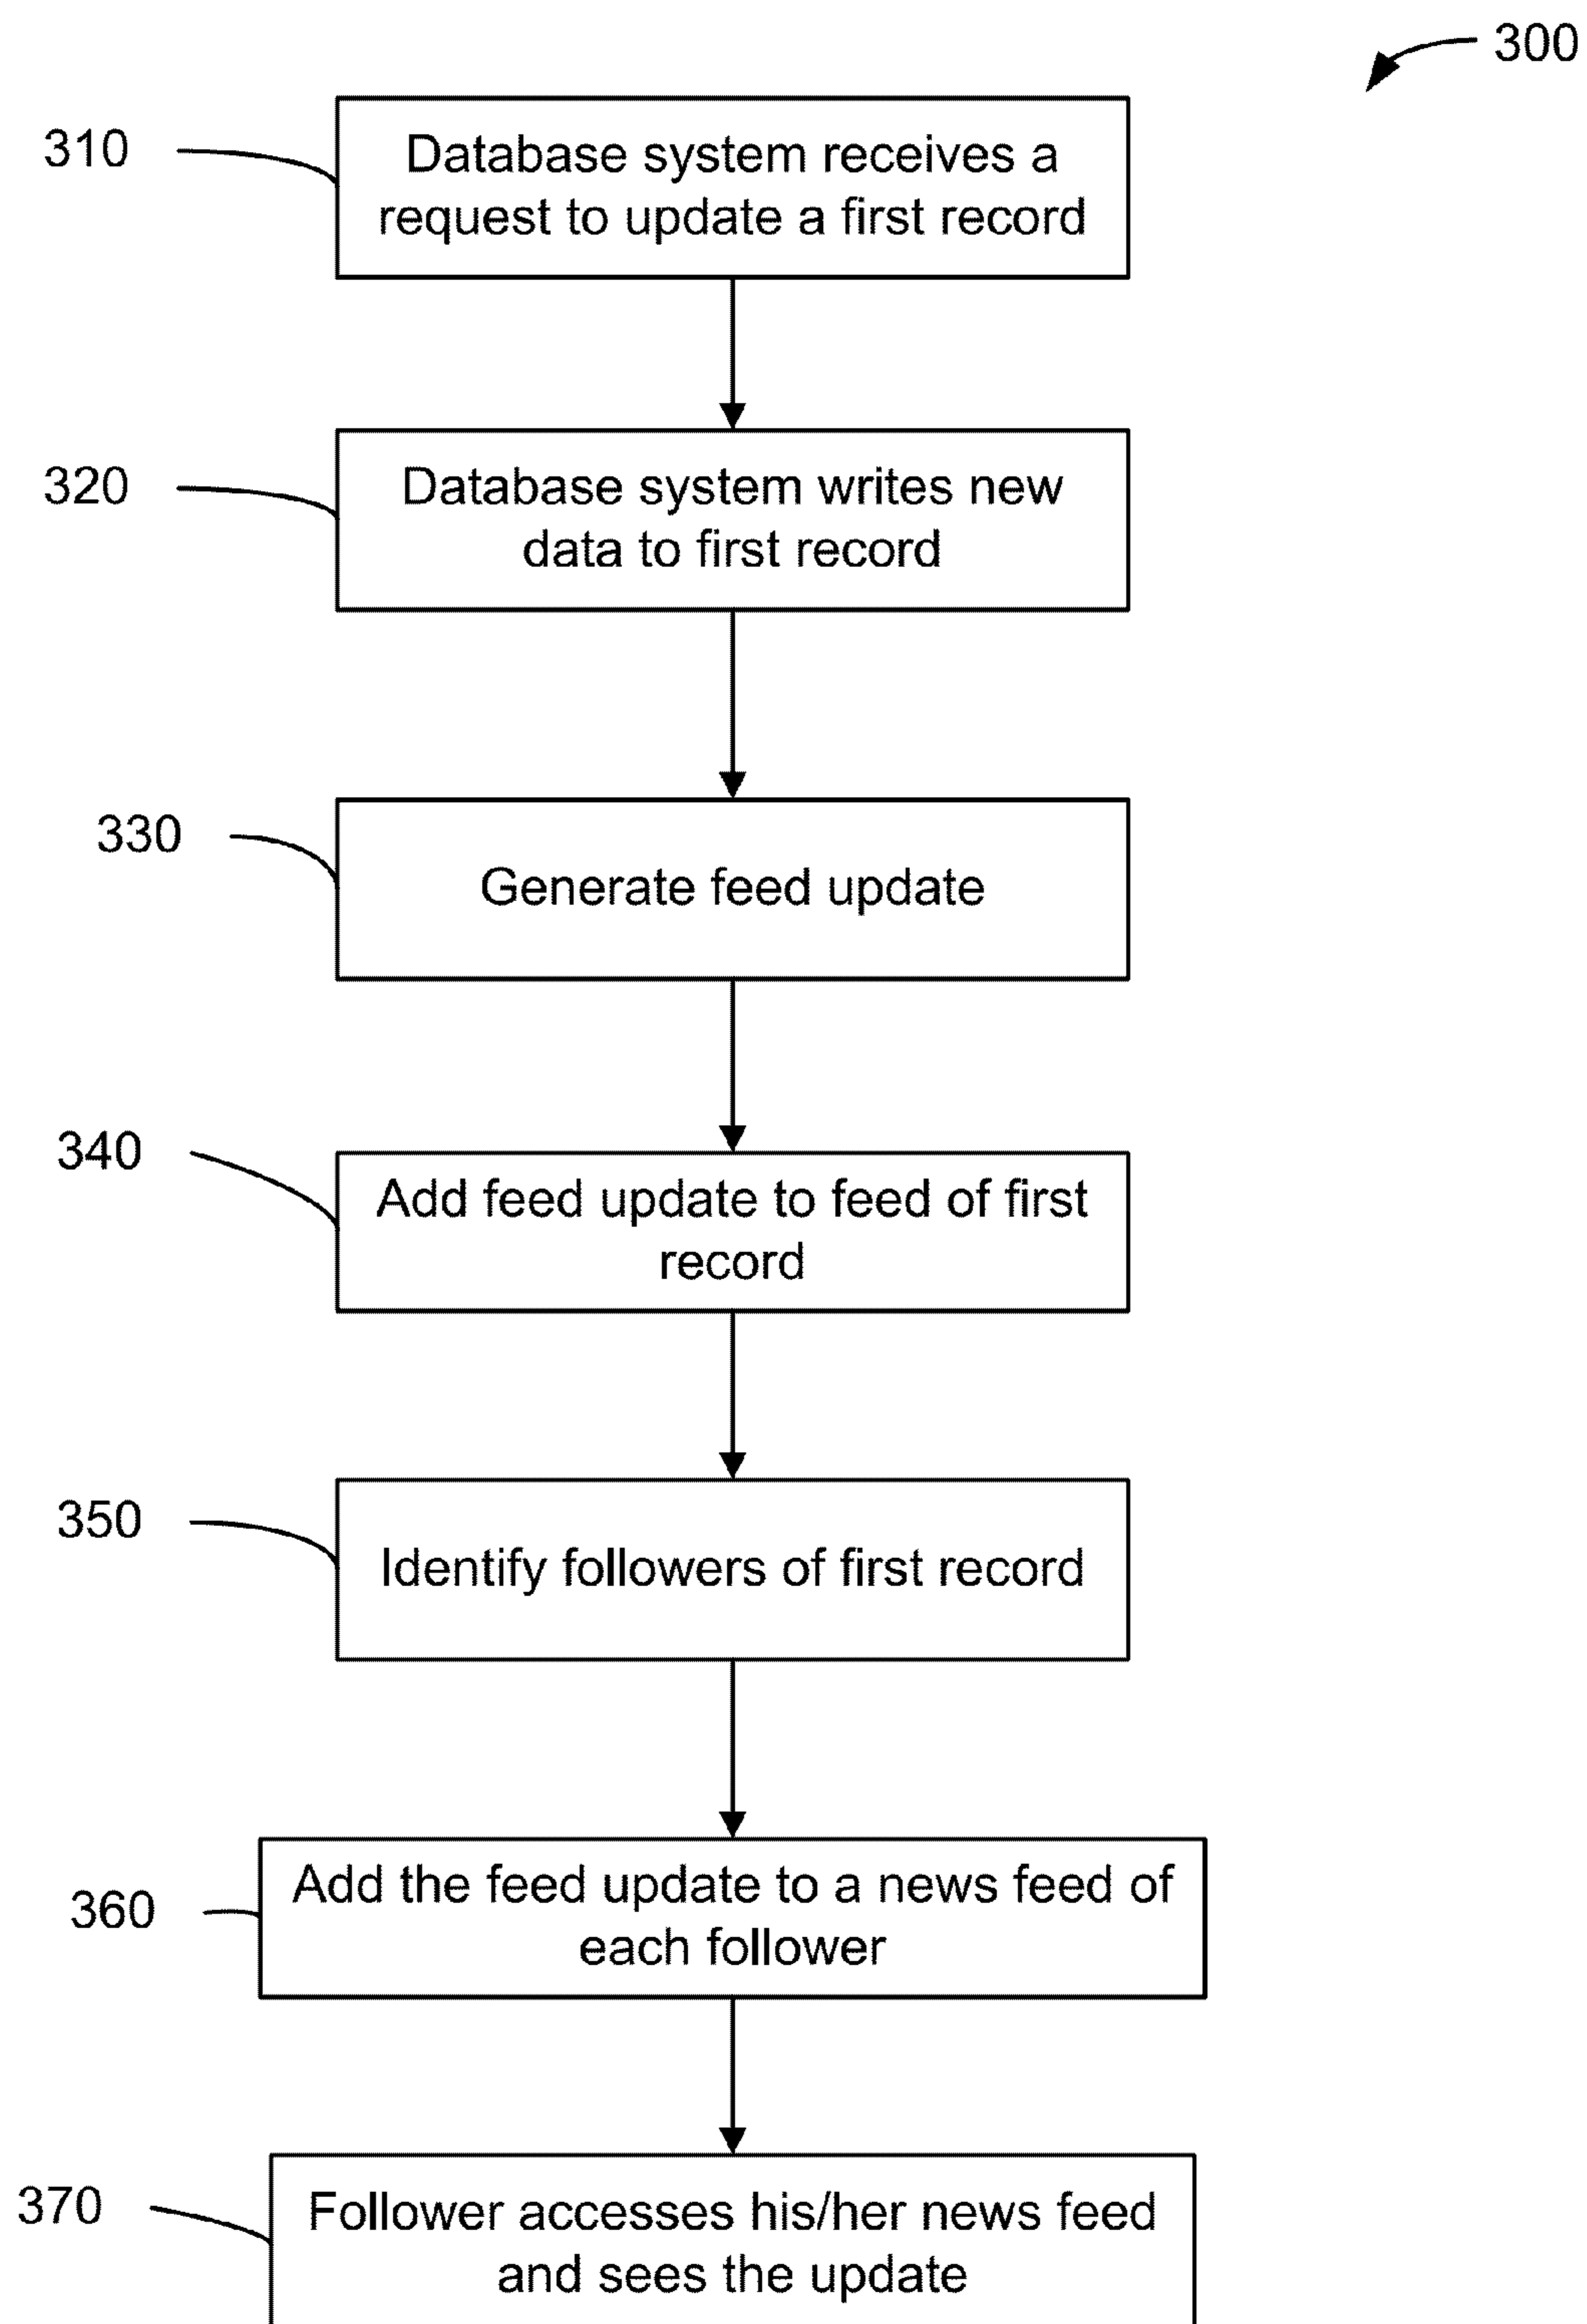 300
310
Database system receives a
request to update a first record
320
Database system writes new
data to first record
330
Generate feed update
340
Add feed update to feed of first
record
350
Identify followers of first record
360
Add the feed update to a news feed of
each follower
370
Follower accesses his/her news feed
and sees the update